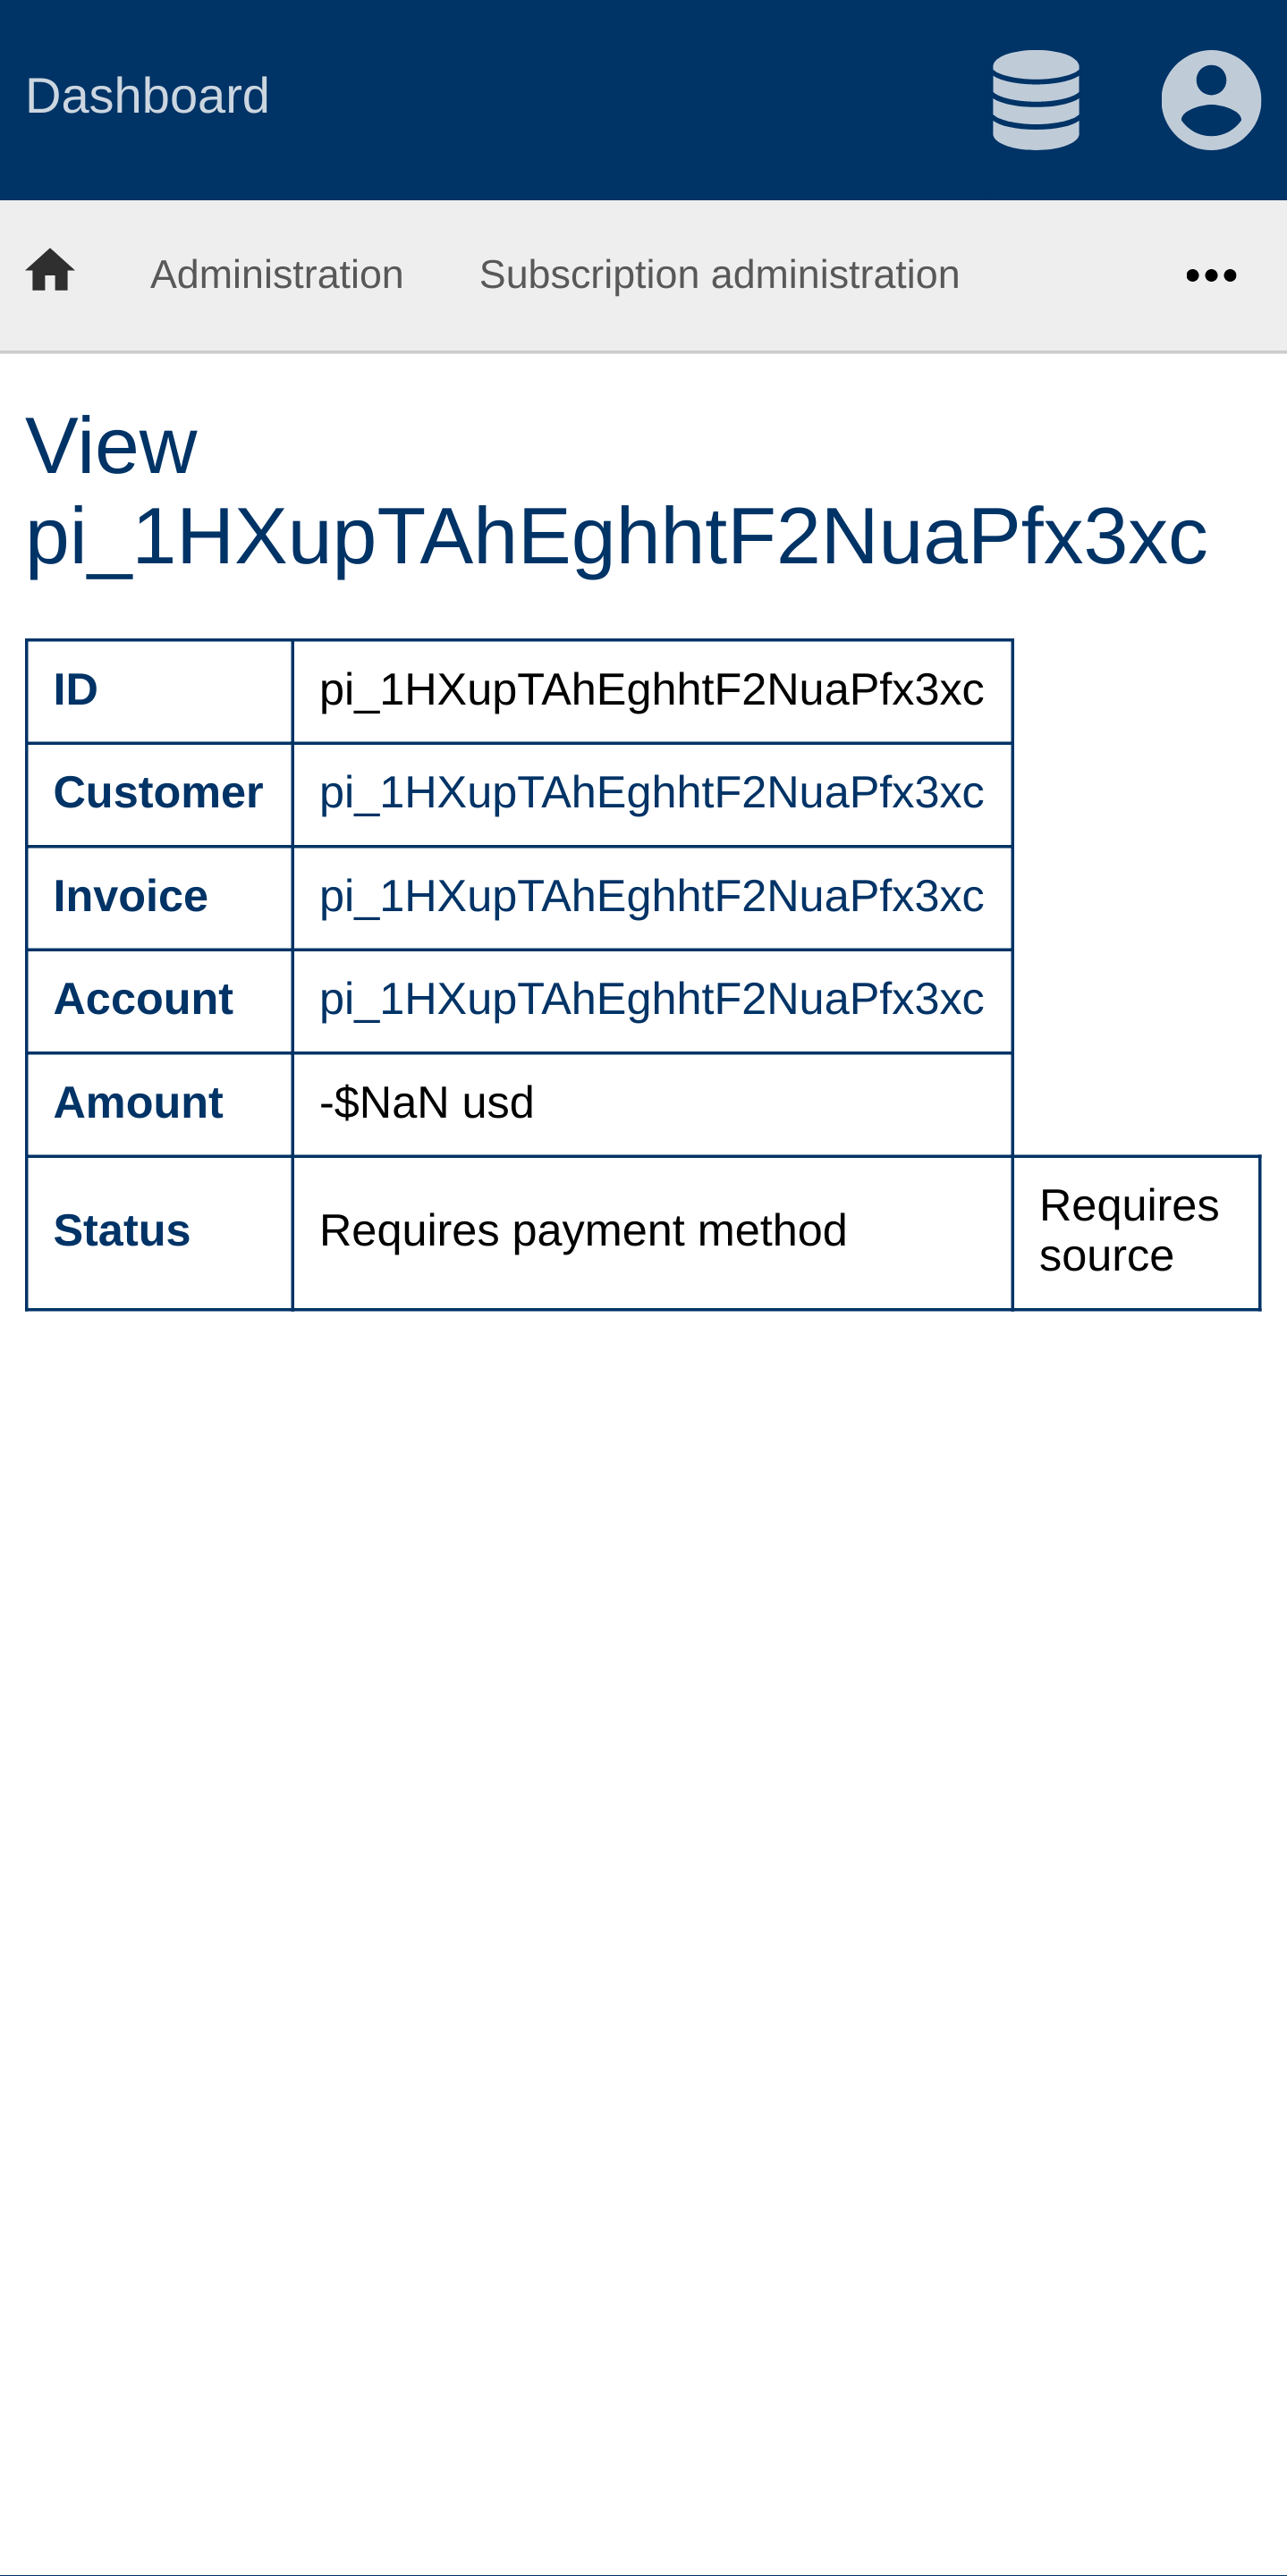 Dashboard
Administration Subscription administration
View
pi_1HXupTAhEghhtF2NuaPfx3xc
ID pi_1HXupTAhEghhtF2NuaPfx3xc
Customer pi_1HXupTAhEghhtF2NuaPfx3xc
Invoice pi_1HXupTAhEghhtF2NuaPfx3xc
Account pi_1HXupTAhEghhtF2NuaPfx3xc
Amount -$NaN usd
Status Requires payment method Requires
source